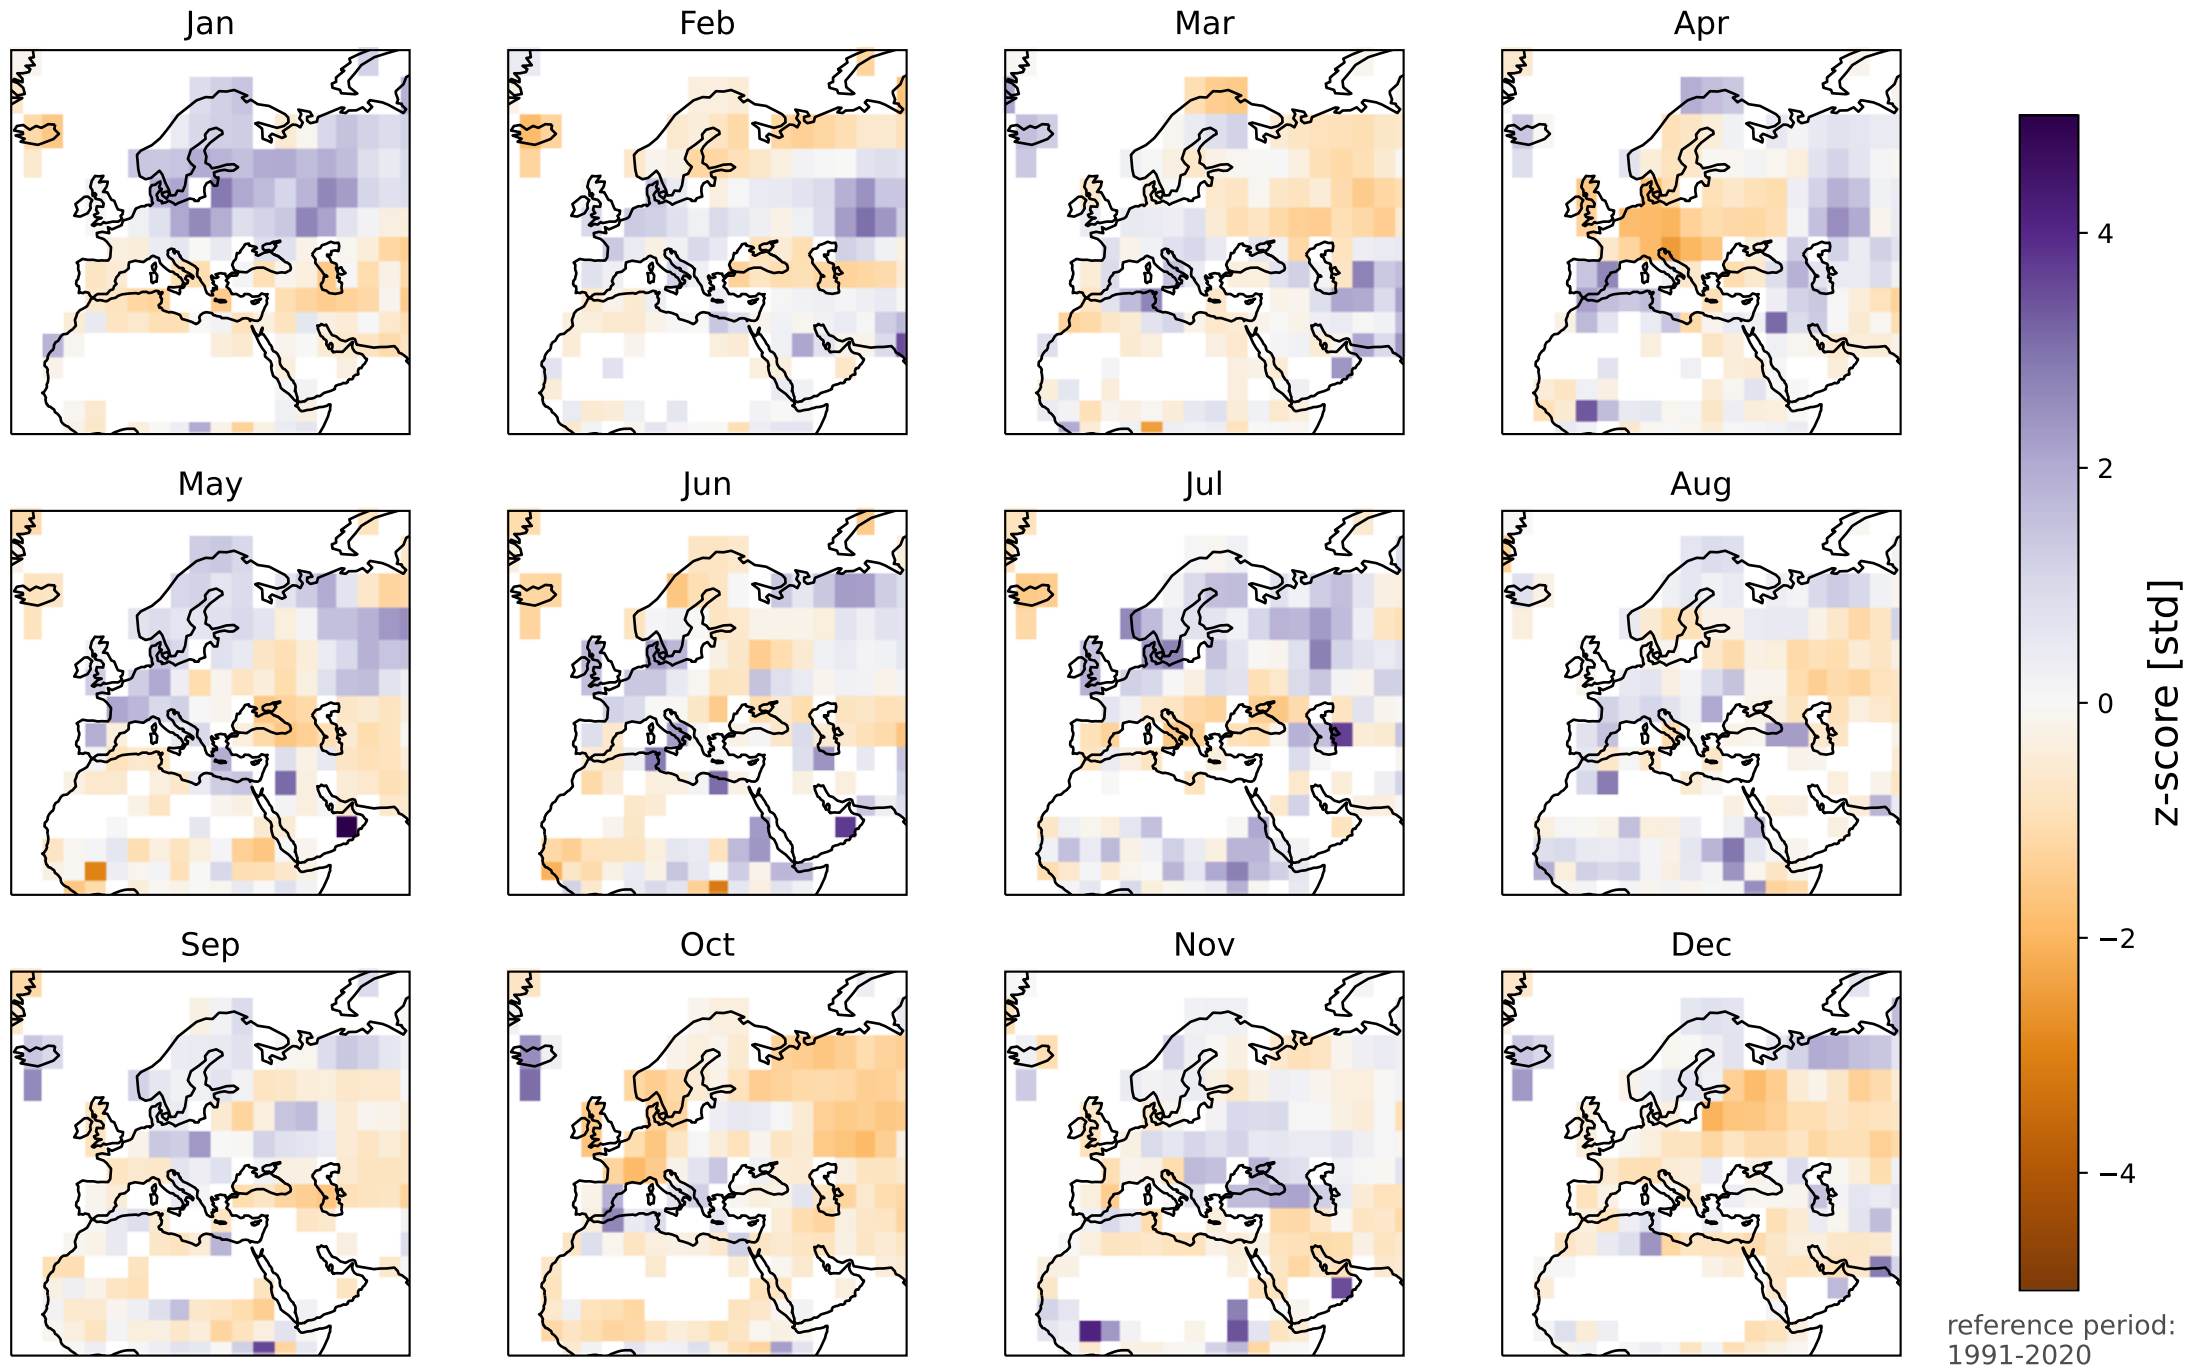 Jan
Feb
Mar
Apr
May
Jun
Jul
Aug
Sep
Oct
Nov
Dec
4
2
0
−2
−4
z-score [std]
reference period:
1991-2020